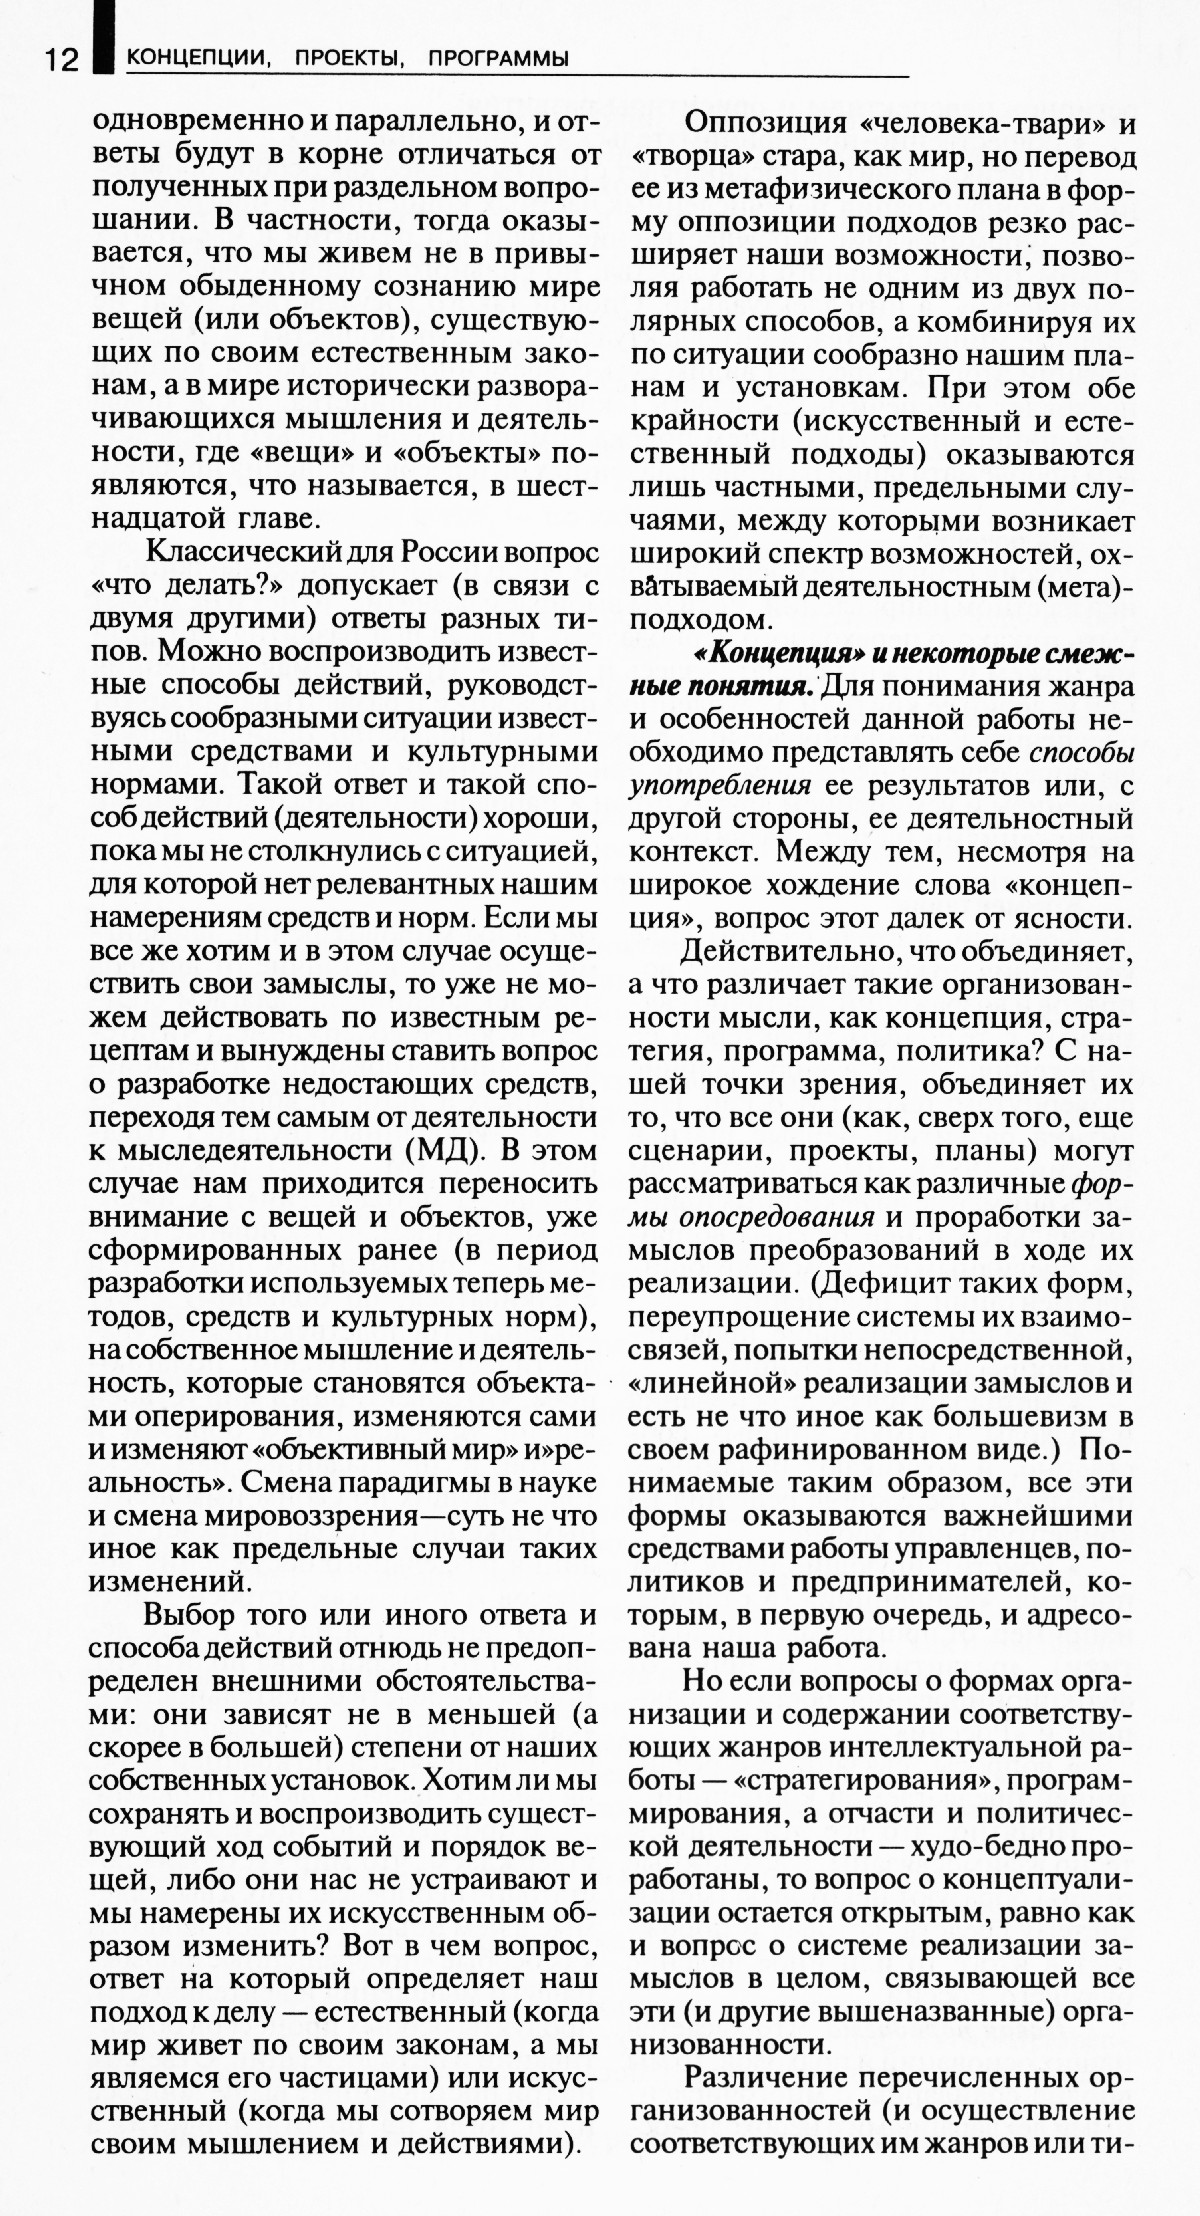 12
КОНЦЕПЦИИ, ПРОЕКТЫ, ПРОГРАММЫ
одновременно и параллельно, и от-
веты будут в корне отличаться от
полученных при раздельном вопро-
шании. В частности, тогда оказы-
вается, что мы живем не в привы-
чном обыденному сознанию мире
вещей (или объектов), существую-
щих по своим естественным зако-
нам, а в мире исторически развора-
чивающихся мышления и деятель-
ности, где «вещи» и «объекты» по-
являются, что называется, в шест-
надцатой главе.
Классический для России вопрос
«что делать?» допускает (в связи с
двумя другими) ответы разных ти-
пов. Можно воспроизводить извест-
ные способы действий, руководст-
вуясь сообразными ситуации извест-
ными средствами и культурными
нормами. Такой ответ и такой спо-
соб действий (деятельности) хороши,
пока мы не столкнулись с ситуацией,
для которой нет релевантных нашим
намерениям средств и норм. Если мы
все же хотим и в этом случае осуще-
ствить свои замыслы, то уже не мо-
жем действовать по известным ре-
цептам и вынуждены ставить вопрос
о разработке недостающих средств,
переходя тем самым от деятельности
к мыследеятельности (МД). В этом
случае нам приходится переносить
внимание с вещей и объектов, уже
сформированных ранее (в период
разработки используемых теперь ме-
тодов, средств и культурных норм),
на собственное мышление и деятель-
ность, которые становятся объекта-
ми оперирования, изменяются сами
и изменяют «объективный мир» и»ре-
альность». Смена парадигмы в науке
и смена мировоззрения—суть не что
иное как предельные случаи таких
изменений.
Выбор того или иного ответа и
способа действий отнюдь не предоп-
ределен внешними обстоятельства-
ми: они зависят не в меньшей (а
скорее в большей) степени от наших
собственных установок. Хотим ли мы
сохранять и воспроизводить сущест-
вующий ход событий и порядок ве-
щей, либо они нас не устраивают и
мы намерены их искусственным об-
разом изменить? Вот в чем вопрос,
ответ на который определяет наш
подход к делу — естественный (когда
мир живет по своим законам, а мы
являемся его частицами) или искус-
ственный (когда мы сотворяем мир
своим мышлением и действиями).
Оппозиция «человека-твари» и
«творца» стара, как мир, но перевод
ее из метафизического плана в фор-
му оппозиции подходов резко рас-
ширяет наши возможности, позво-
ляя работать не одним из двух по-
лярных способов, а комбинируя их
по ситуации сообразно нашим пла-
нам и установкам. При этом обе
крайности (искусственный и есте-
ственный подходы) оказываются
лишь частными, предельными слу-
чаями, между которыми возникает
широкий спектр возможностей, ох-
ватываемый деятельностным (мета)-
подходом.
«Концепция» и некоторые смеж-
ные понятия. Для понимания жанра
и особенностей данной работы не-
обходимо представлять себе способы
употребления ее результатов или, с
другой стороны, ее деятельностный
контекст. Между тем, несмотря на
широкое хождение слова «концеп-
ция», вопрос этот далек от ясности.
Действительно, что объединяет,
а что различает такие организован-
ности мысли, как концепция, стра-
тегия, программа, политика? С на-
шей точки зрения, объединяет их
то, что все они (как, сверх того, еще
сценарии, проекты, планы) могут
рассматриваться как различные фор-
мы опосредования и проработки за-
мыслов преобразований в ходе их
реализации. (Дефицит таких форм,
переупрощение системы их взаимо-
связей, попытки непосредственной,
«линейной» реализации замыслов и
есть не что иное как большевизм в
своем рафинированном виде.) По-
нимаемые таким образом, все эти
формы оказываются важнейшими
средствами работы управленцев, по-
литиков и предпринимателей, ко-
торым, в первую очередь, и адресо-
вана наша работа.
Но если вопросы о формах орга-
низации и содержании соответству-
ющих жанров интеллектуальной ра-
боты — «стратегирования», програм-
мирования, а отчасти и политичес-
кой деятельности — худо-бедно про-
работаны, то вопрос о концептуали-
зации остается открытым, равно как
и вопрос о системе реализации за-
мыслов в целом, связывающей все
эти (и другие вышеназванные) орга-
низованности.
Различение перечисленных ор-
ганизованностей (и осуществление
соответствующих им жанров или ти-